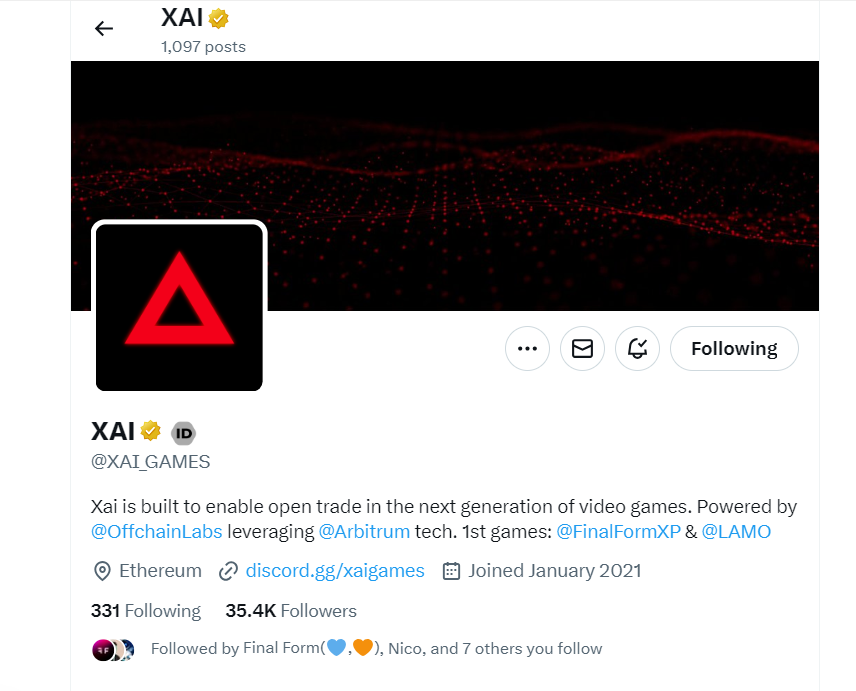 XAI
1,097 posts
Following
XAI ID
@XAI_GAMES
Xai is built to enable open trade in the next generation of video games. Powered by
@OffchainLabs leveraging @Arbitrum tech. 1st games: @FinalFormXP & @LAMO
Ethereum discord.gg/xaigames Joined January 2021
331 Following 35.4K Followers
Followed by Final Form(💙,🧡), Nico, and 7 others you follow